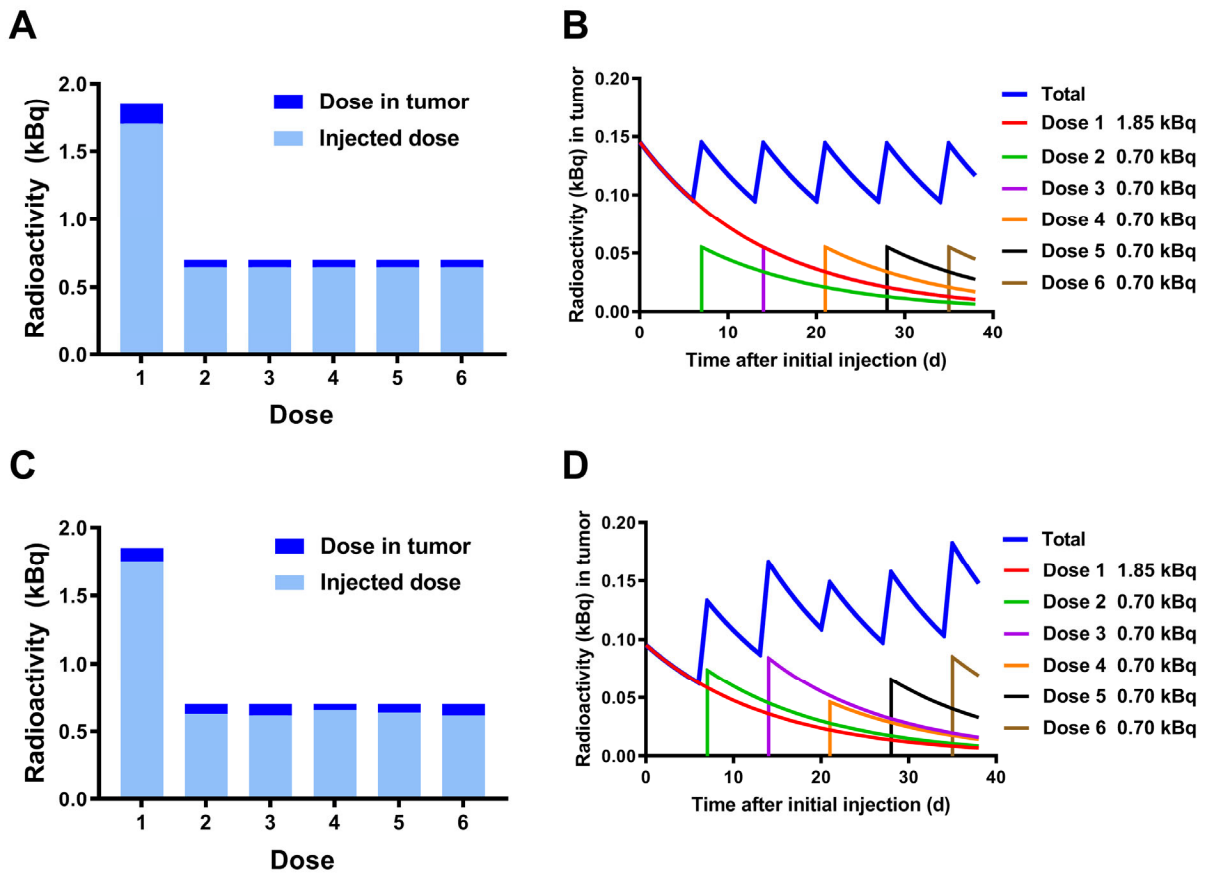 A
Radioactivity (kBq)
2.0
1.5
1.0
0.5
0.0
Dose in tumor
Injected dose
1 2 3 4 5 6
Dose
B
Radioactivity (kBq) in tumor
0.20
0.15
0.10
0.05
0.00
0 10 20 30 40
Time after initial injection (d)
Total
Dose 1 1.85 kBq
Dose 2 0.70 kBq
Dose 3 0.70 kBq
Dose 4 0.70 kBq
Dose 5 0.70 kBq
Dose 6 0.70 kBq
C
Radioactivity (kBq)
2.0
1.5
1.0
0.5
0.0
Dose in tumor
Injected dose
1 2 3 4 5 6
Dose
D
Radioactivity (kBq) in tumor
0.20
0.15
0.10
0.05
0.00
0 10 20 30 40
Time after initial injection (d)
Total
Dose 1 1.85 kBq
Dose 2 0.70 kBq
Dose 3 0.70 kBq
Dose 4 0.70 kBq
Dose 5 0.70 kBq
Dose 6 0.70 kBq